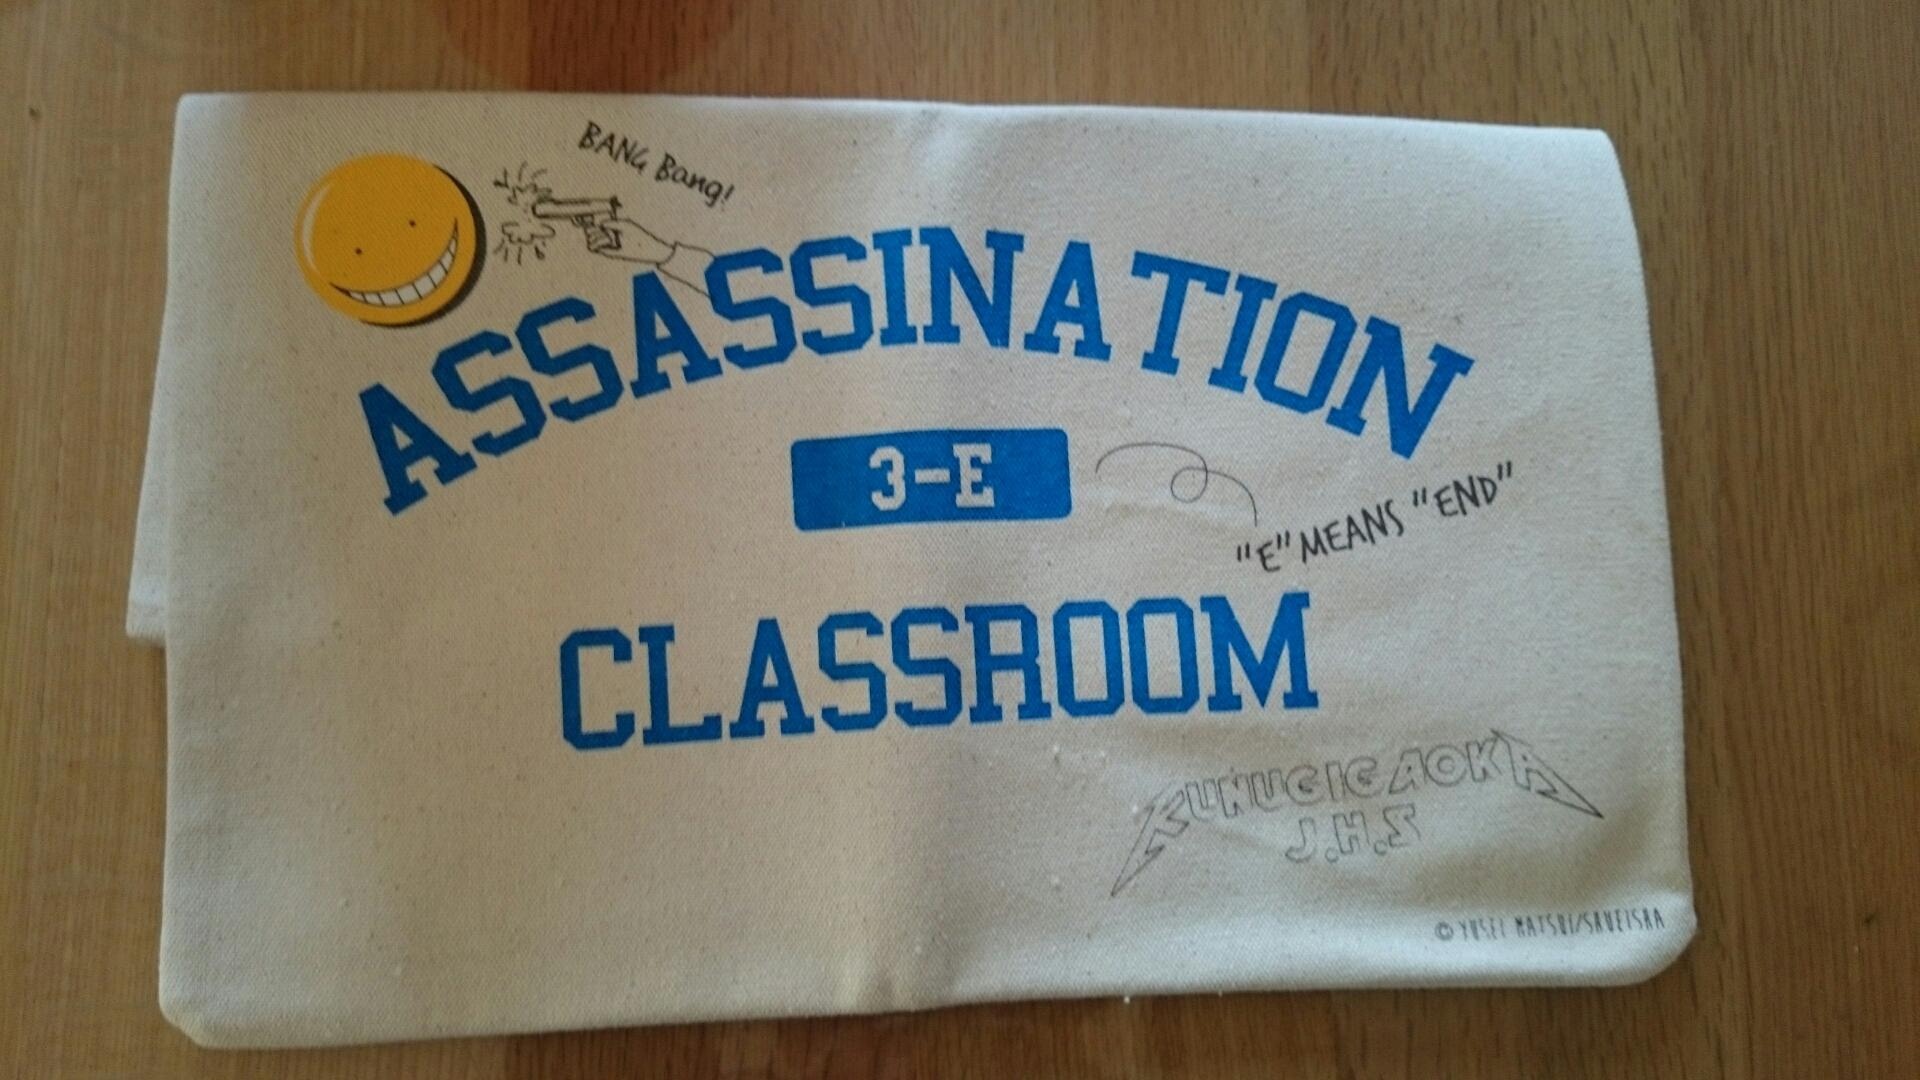 BANG Bang!
ASSASSINATION
3-E
"E" MEANS "END"
CLASSROOM
KUNUGIGAOKA
J.H.S
© YUSEI MATSUI/SHUEISHA